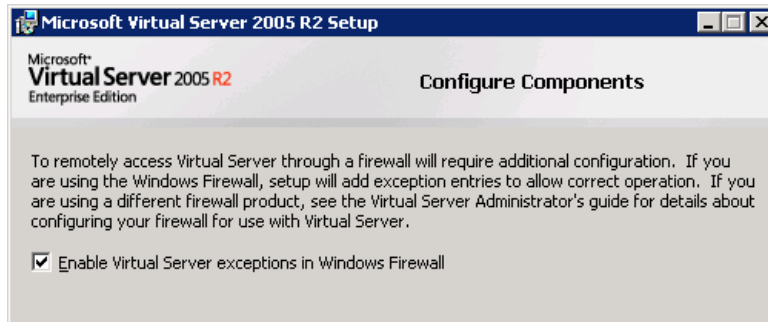 Microsoft Virtual Server 2005 R2 Setup
Microsoft
Virtual Server 2005 R2
Enterprise Edition
Configure Components
To remotely access Virtual Server through a firewall will require additional configuration.  If you
are using the Windows Firewall, setup will add exception entries to allow correct operation.  If you
are using a different firewall product, see the Virtual Server Administrator's guide for details about
configuring your firewall for use with Virtual Server.
Enable Virtual Server exceptions in Windows Firewall